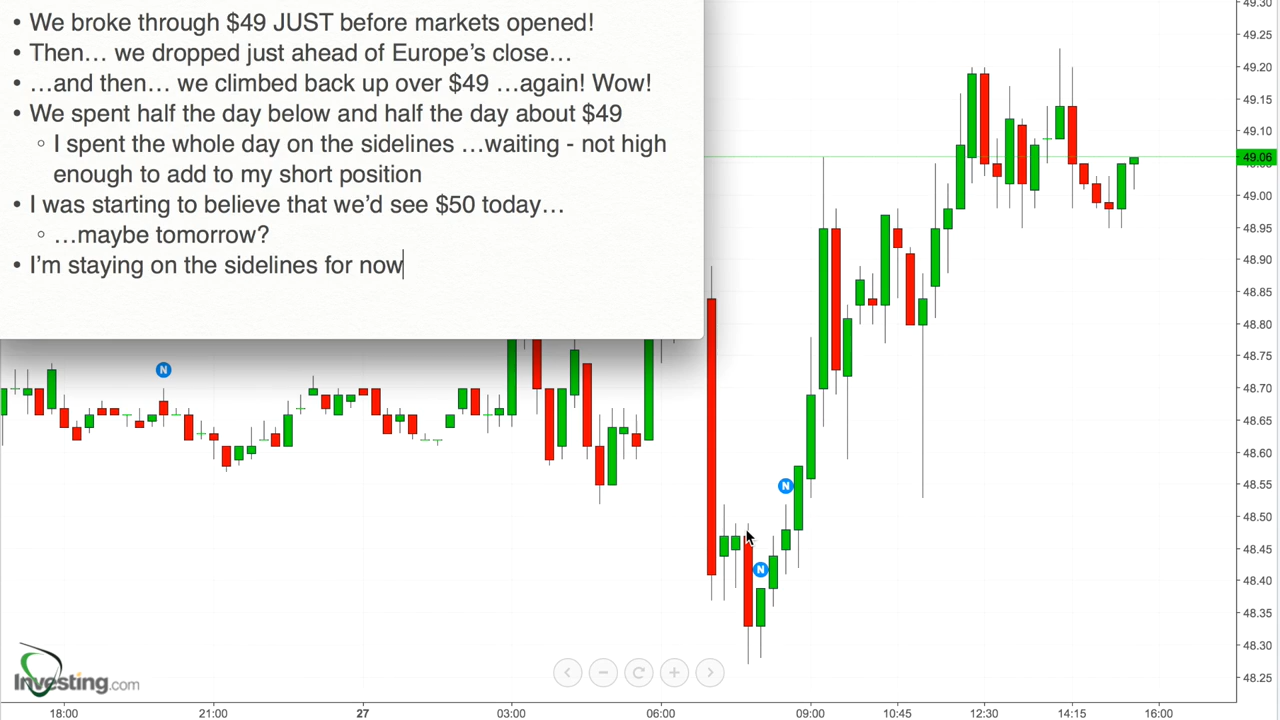 • We broke through $49 JUST before markets opened!
• Then… we dropped just ahead of Europe's close…
• …and then… we climbed back up over $49 …again! Wow!
• We spent half the day below and half the day about $49
◦ I spent the whole day on the sidelines …waiting - not high
enough to add to my short position
• I was starting to believe that we'd see $50 today…
◦ …maybe tomorrow?
• I'm staying on the sidelines for now
49.30
49.25
49.20
49.15
49.10
49.06
49.00
48.95
48.90
48.85
48.80
48.75
48.70
48.65
48.60
48.55
48.50
48.45
48.40
48.35
48.30
48.25
N
N
N
Investing.com
18:00 21:00 27 03:00 06:00 09:00 10:45 12:30 14:15 16:00